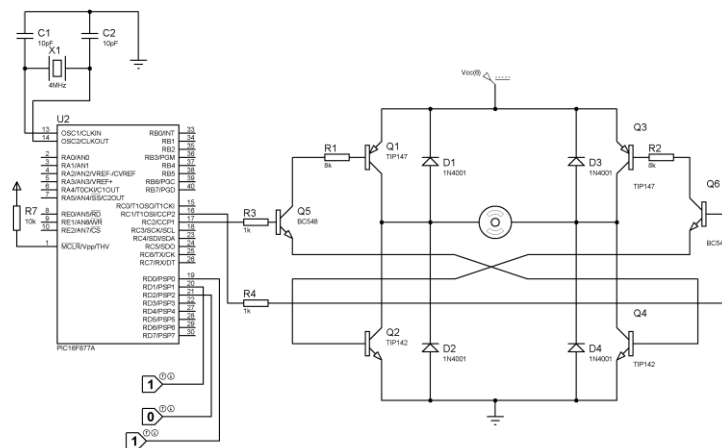 C1
10pF
C2
10pF
X1
4MHz
U2
13 OSC1/CLKIN
14 OSC2/CLKOUT
2 RA0/AN0
3 RA1/AN1
4 RA2/AN2/VREF-/CVREF
5 RA3/AN3/VREF+
6 RA4/T0CKI/C1OUT
7 RA5/AN4/SS/C2OUT
8 RE0/AN5/RD
9 RE1/AN6/WR
10 RE2/AN7/CS
1 MCLR/Vpp/THV
RB0/INT 33
RB1 34
RB2 35
RB3/PGM 36
RB4 37
RB5 38
RB6/PGC 39
RB7/PGD 40
RC0/T1OSO/T1CKI 15
RC1/T1OSI/CCP2 16
RC2/CCP1 17
RC3/SCK/SCL 18
RC4/SDI/SDA 23
RC5/SDO 24
RC6/TX/CK 25
RC7/RX/DT 26
RD0/PSP0 19
RD1/PSP1 20
RD2/PSP2 21
RD3/PSP3 22
RD4/PSP4 27
RD5/PSP5 28
RD6/PSP6 29
RD7/PSP7 30
PIC16F877A
R7
10k
1
0
1
R3
1k
R4
1k
Q5
BC548
R1
8k
Q1
TIP147
D1
1N4001
Vcc(6)
D3
1N4001
Q3
TIP147
R2
8k
Q6
BC54
Q2
TIP142
D2
1N4001
D4
1N4001
Q4
TIP142